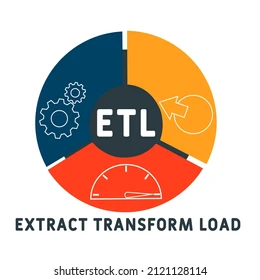 ETL
EXTRACT TRANSFORM LOAD
shutterstock.com · 2121128114